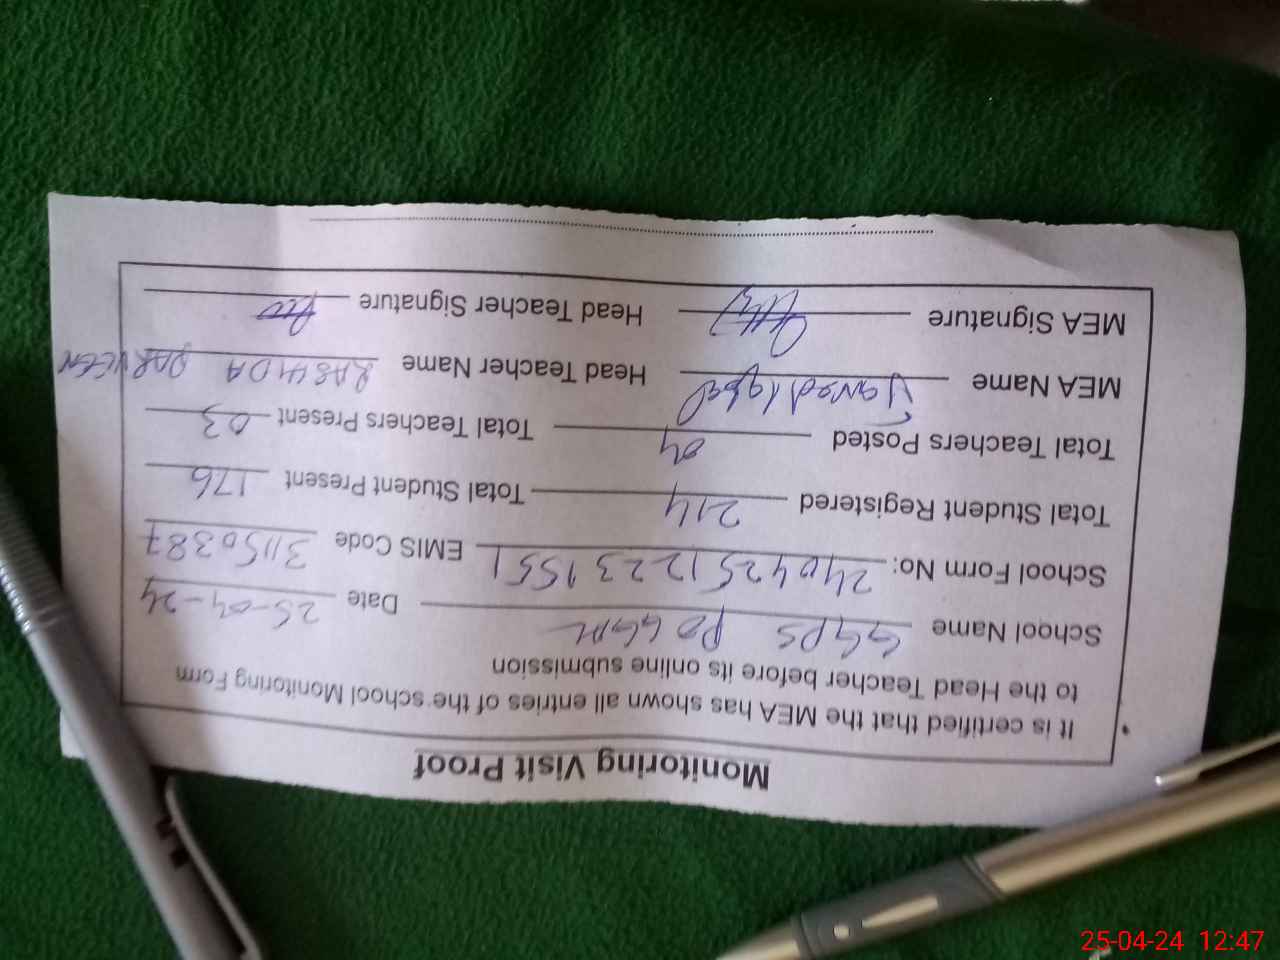 Monitoring Visit Proof
It is certified that the MEA has shown all entries of the school Monitoring Form
to the Head Teacher before its online submission
School Name GGPS Date 25-04-24
School Form No: 24042512231551 EMIS Code 31150387
Total Student Registered 214 Total Student Present 176
Total Teachers Posted 04 Total Teachers Present 03
MEA Name Javed Iqbal Head Teacher Name RASHIDA PARVEEN
MEA Signature Head Teacher Signature
25-04-24 12:47